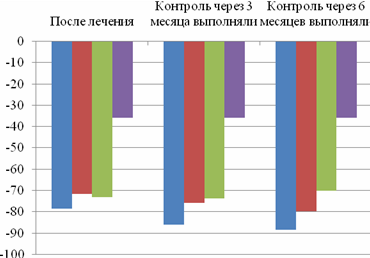 После лечения
Контроль через 3
месяца выполняли
Контроль через 6
месяцев выполняли
0
-10
-20
-30
-40
-50
-60
-70
-80
-90
-100